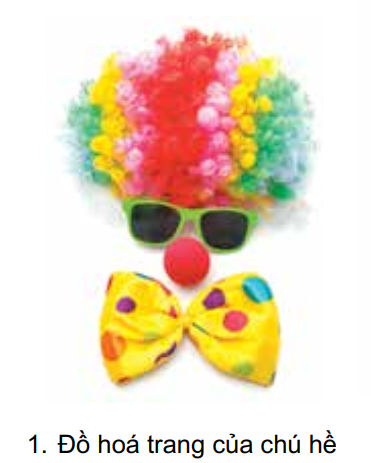 1. Đồ hoá trang của chú hề